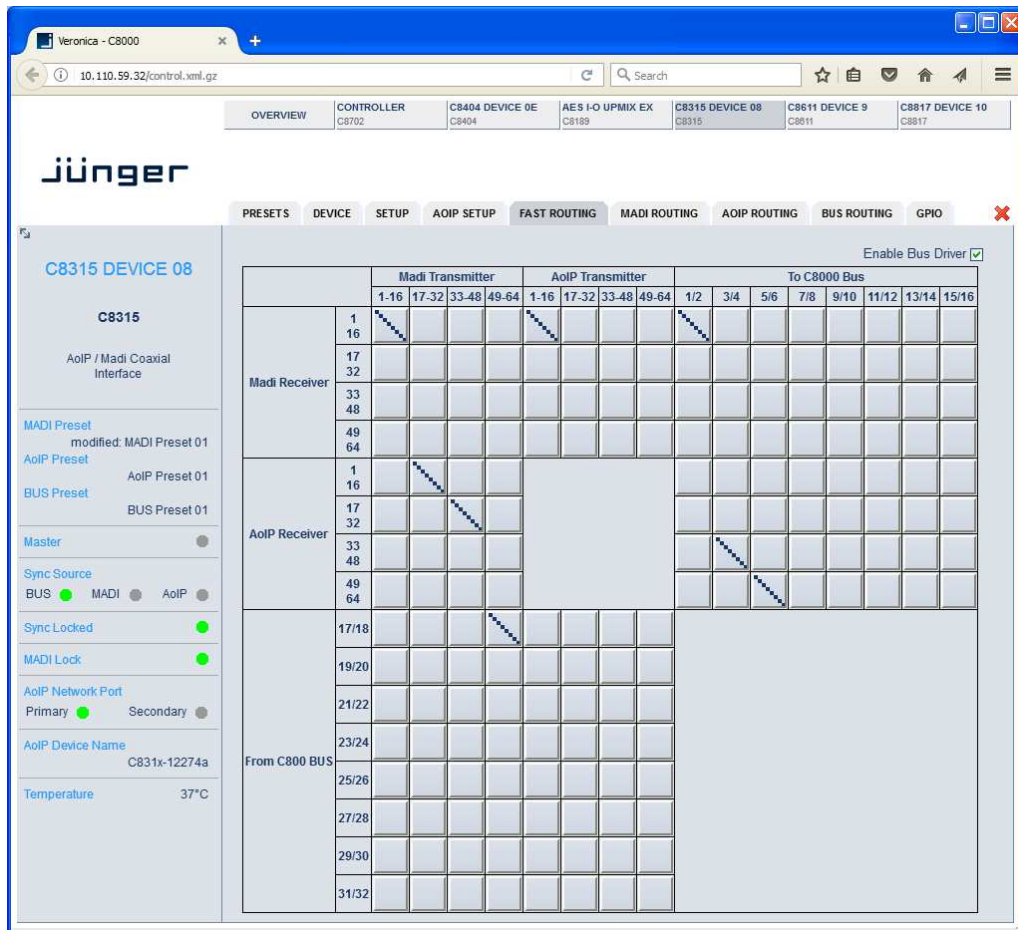 Veronica - C8000
10.110.59.32/control.xml.gz
Search
OVERVIEW
CONTROLLER
C8702
C8404 DEVICE 0E
C8404
AES I-O UPMIX EX
C8189
C8315 DEVICE 08
C8315
C8611 DEVICE 9
C8611
C8817 DEVICE 10
C8817
jünger
PRESETS DEVICE SETUP AOIP SETUP FAST ROUTING MADI ROUTING AOIP ROUTING BUS ROUTING GPIO
C8315 DEVICE 08
C8315
AoIP / Madi Coaxial
Interface
MADI Preset
modified: MADI Preset 01
AoIP Preset
AoIP Preset 01
BUS Preset
BUS Preset 01
Master
Sync Source
BUS MADI AoIP
Sync Locked
MADI Lock
AoIP Network Port
Primary Secondary
AoIP Device Name
C831x-12274a
Temperature 37°C
Enable Bus Driver
Madi Transmitter AoIP Transmitter To C8000 Bus
1-16 17-32 33-48 49-64 1-16 17-32 33-48 49-64 1/2 3/4 5/6 7/8 9/10 11/12 13/14 15/16
Madi Receiver
1
16
17
32
33
48
49
64
AoIP Receiver
1
16
17
32
33
48
49
64
From C800 BUS
17/18
19/20
21/22
23/24
25/26
27/28
29/30
31/32